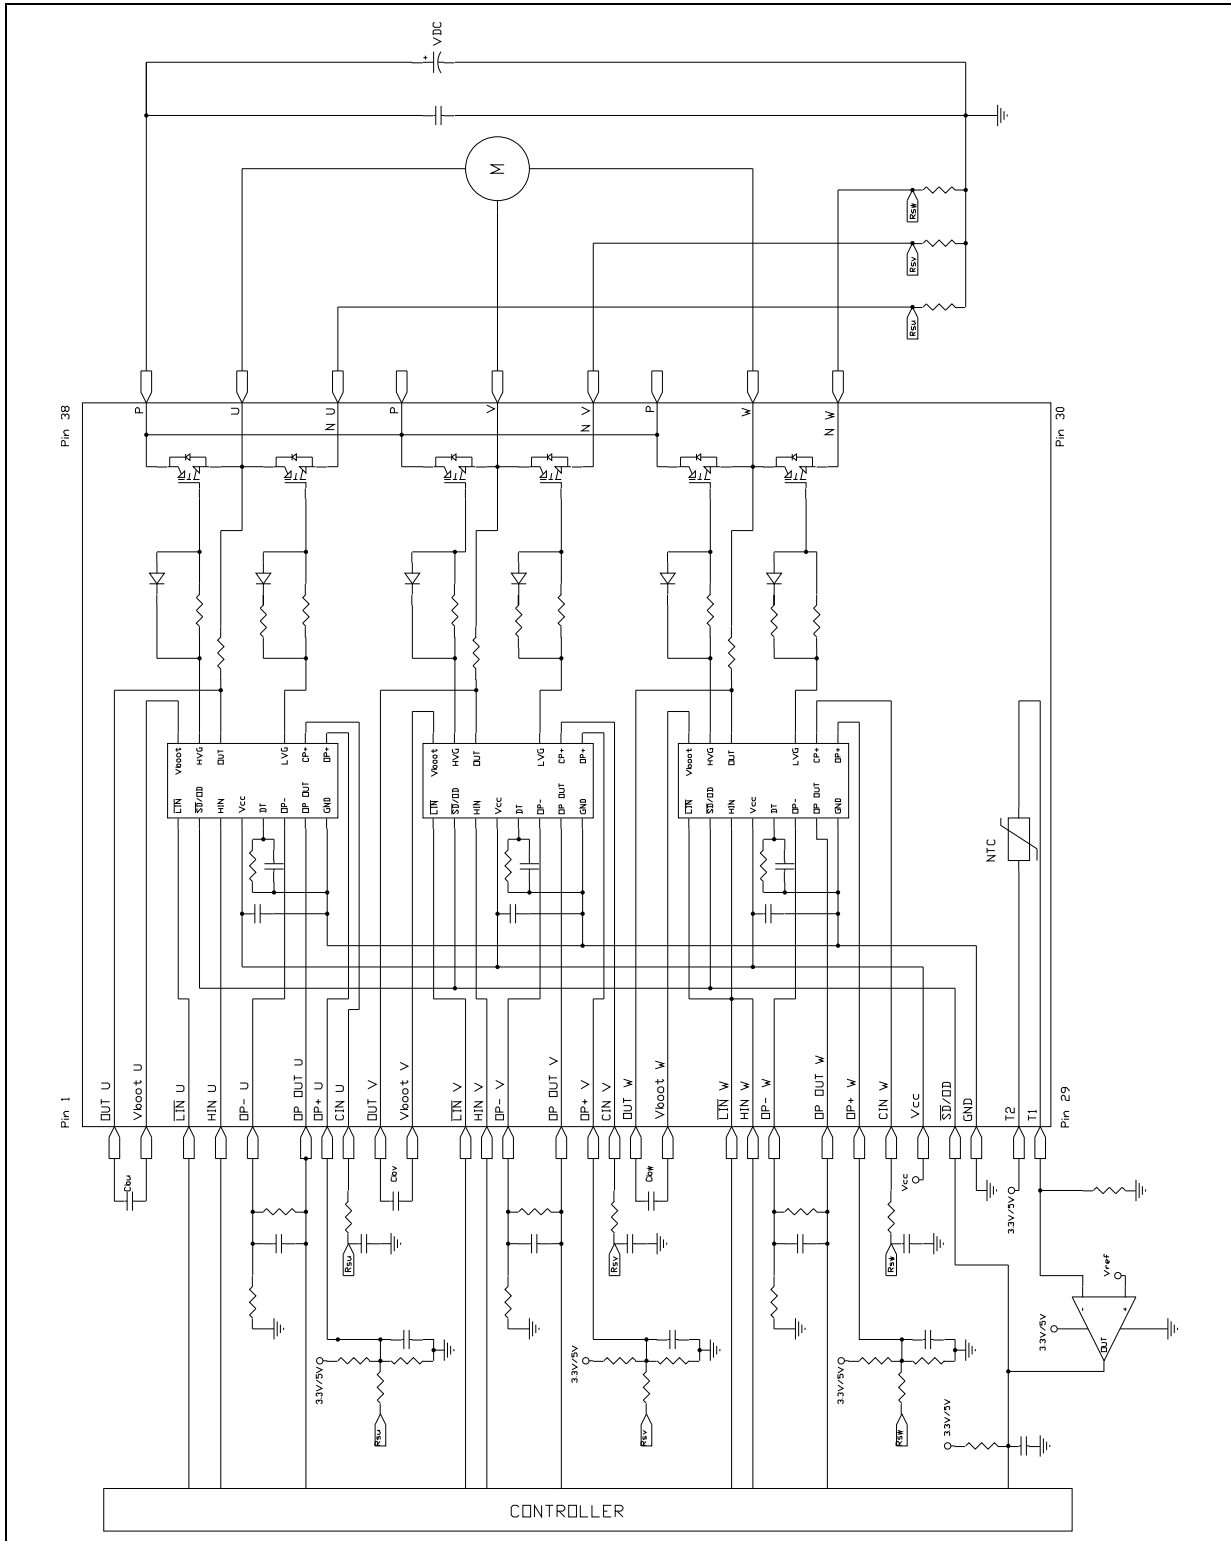 VDC
+
M
Rsw
Rsv
Rsu
Pin 38
P
U
N U
P
V
N V
P
W
N W
Pin 30
Vboot
HVG
OUT
LVG
CP+
OP+
LIN
SD/OD
HIN
Vcc
DT
OP-
OP OUT
GND
Vboot
HVG
OUT
LVG
CP+
OP+
LIN
SD/OD
HIN
Vcc
DT
OP-
OP OUT
GND
Vboot
HVG
OUT
LVG
CP+
OP+
LIN
SD/OD
HIN
Vcc
DT
OP-
OP OUT
GND
NTC
Pin 1
OUT U
Vboot U
LIN U
HIN U
OP- U
OP OUT U
OP+ U
CIN U
OUT V
Vboot V
LIN V
HIN V
OP- V
OP OUT V
OP+ V
CIN V
OUT W
Vboot W
LIN W
HIN W
OP- W
OP OUT W
OP+ W
CIN W
Vcc
SD/OD
GND
T2
T1
Pin 29
Cbu
Cbv
Cbw
Vcc
3.3V/5V
Rsu
Rsv
Rsw
Vref
-
+
OUT
3.3V/5V
3.3V/5V
3.3V/5V
3.3V/5V
3.3V/5V
Rsu
Rsv
Rsw
CONTROLLER